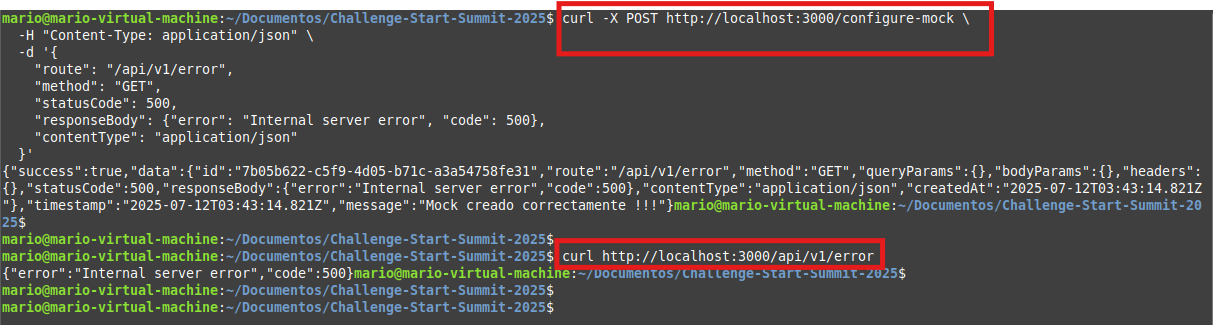 mario@mario-virtual-machine:~/Documentos/Challenge-Start-Summit-2025$ curl -X POST http://localhost:3000/configure-mock \
  -H "Content-Type: application/json" \
  -d '{
    "route": "/api/v1/error",
    "method": "GET",
    "statusCode": 500,
    "responseBody": {"error": "Internal server error", "code": 500},
    "contentType": "application/json"
  }'
{"success":true,"data":{"id":"7b05b622-c5f9-4d05-b71c-a3a54758fe31","route":"/api/v1/error","method":"GET","queryParams":{},"bodyParams":{},"headers":
{},"statusCode":500,"responseBody":{"error":"Internal server error","code":500},"contentType":"application/json","createdAt":"2025-07-12T03:43:14.821Z
"},"timestamp":"2025-07-12T03:43:14.821Z","message":"Mock creado correctamente !!!"}mario@mario-virtual-machine:~/Documentos/Challenge-Start-Summit-20
25$
mario@mario-virtual-machine:~/Documentos/Challenge-Start-Summit-2025$
mario@mario-virtual-machine:~/Documentos/Challenge-Start-Summit-2025$ curl http://localhost:3000/api/v1/error
{"error":"Internal server error","code":500}mario@mario-virtual-machine:~/Documentos/Challenge-Start-Summit-2025$
mario@mario-virtual-machine:~/Documentos/Challenge-Start-Summit-2025$
mario@mario-virtual-machine:~/Documentos/Challenge-Start-Summit-2025$